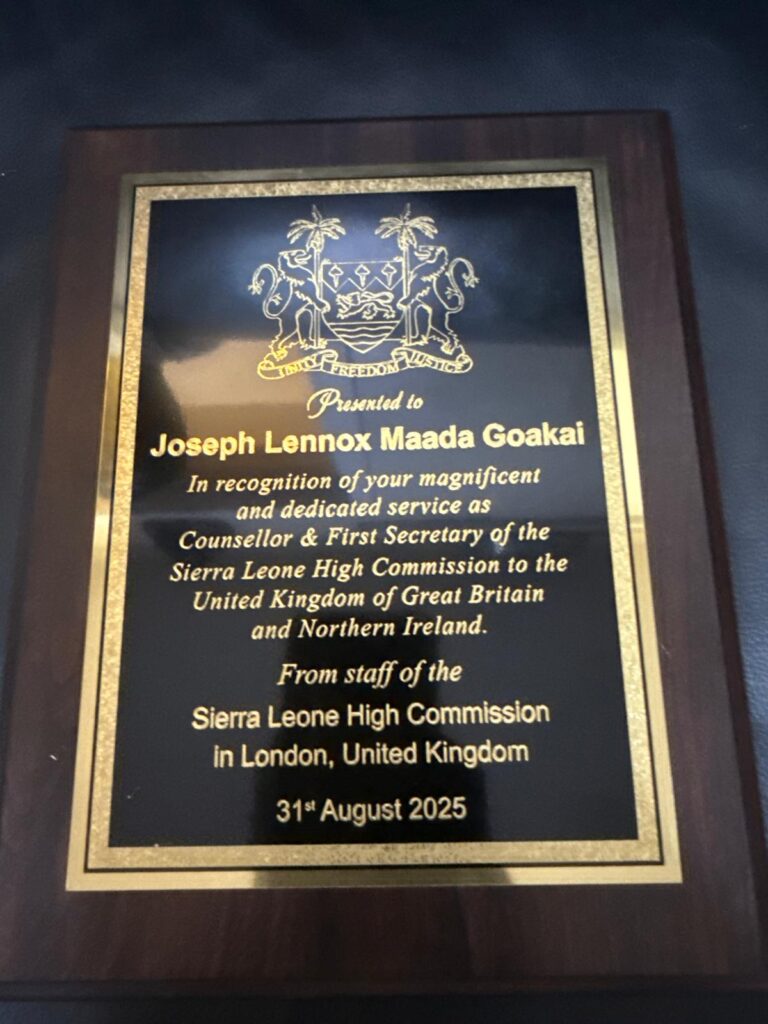 UNITY FREEDOM JUSTICE
Presented to
Joseph Lennox Maada Goakai
In recognition of your magnificent
and dedicated service as
Counsellor & First Secretary of the
Sierra Leone High Commission to the
United Kingdom of Great Britain
and Northern Ireland.
From staff of the
Sierra Leone High Commission
in London, United Kingdom
31st August 2025